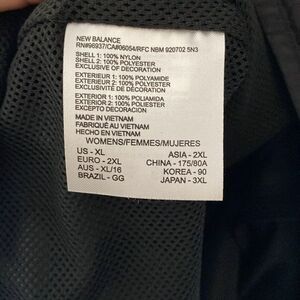 NEW BALANCE
RN#96937/CA#06054/RFC NBM 920702 5N3
SHELL 1: 100% NYLON
SHELL 2: 100% POLYESTER
EXCLUSIVE OF DECORATION
EXTERIEUR 1: 100% POLYAMIDE
EXTERIEUR 2: 100% POLYESTER
EXCLUSIVITÉ DE DÉCORATION
EXTERIOR 1: 100% POLIAMIDA
EXTERIOR 2: 100% POLIESTER
EXCEPTO DECORACION
MADE IN VIETNAM
FABRIQUÉ AU VIETNAM
HECHO EN VIETNAM
WOMENS/FEMMES/MUJERES
US - XL ASIA - 2XL
EURO - 2XL CHINA - 175/80A
AUS - XL/16 KOREA - 90
BRAZIL - GG JAPAN - 3XL